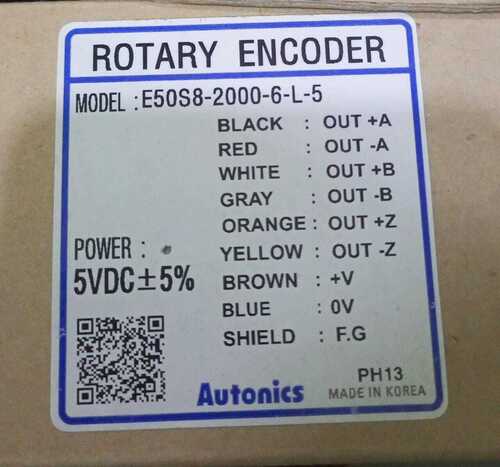 ROTARY ENCODER
MODEL :E50S8-2000-6-L-5
BLACK : OUT +A
RED : OUT -A
WHITE : OUT +B
GRAY : OUT -B
ORANGE : OUT +Z
YELLOW : OUT -Z
BROWN : +V
BLUE : 0V
SHIELD : F.G
POWER :
5VDC±5%
Autonics
PH13
MADE IN KOREA